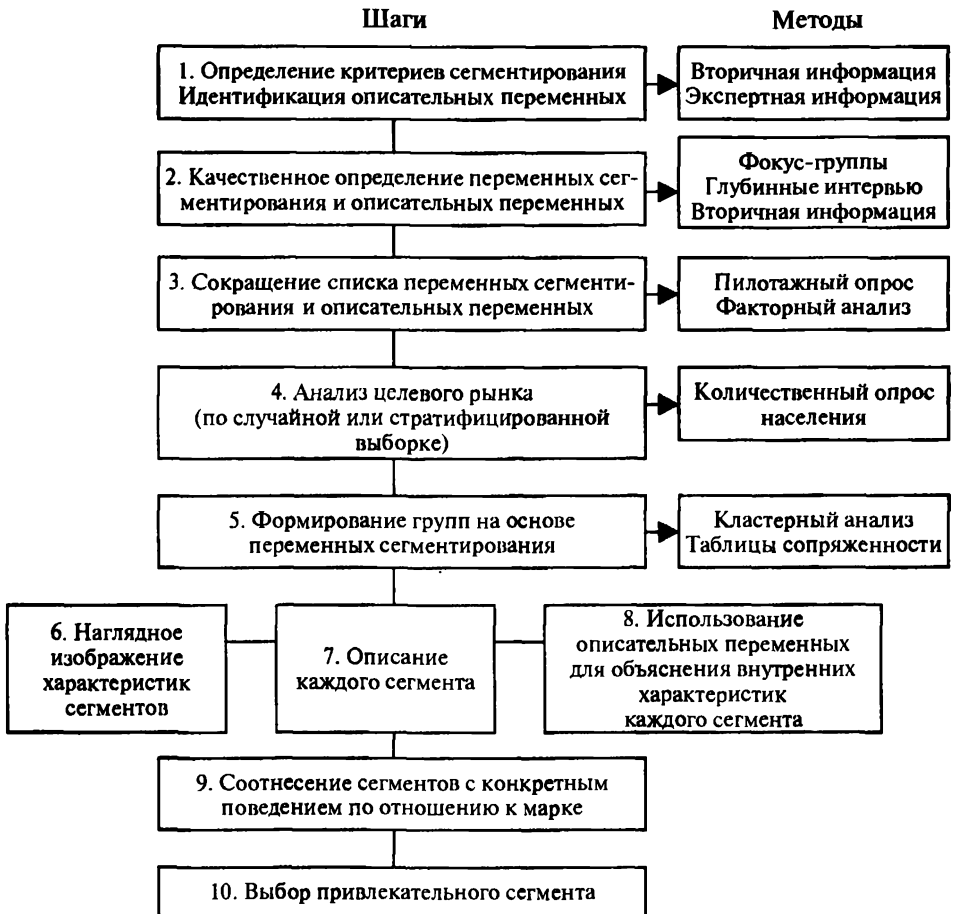 Шаги
Методы
1. Определение критериев сегментирования
Идентификация описательных переменных
Вторичная информация
Экспертная информация
2. Качественное определение переменных сег-
ментирования и описательных переменных
Фокус-группы
Глубинные интервью
Вторичная информация
3. Сокращение списка переменных сегменти-
рования и описательных переменных
Пилотажный опрос
Факторный анализ
4. Анализ целевого рынка
(по случайной или стратифицированной
выборке)
Количественный опрос
населения
5. Формирование групп на основе
переменных сегментирования
Кластерный анализ
Таблицы сопряженности
6. Наглядное
изображение
характеристик
сегментов
7. Описание
каждого сегмента
8. Использование
описательных переменных
для объяснения внутренних
характеристик
каждого сегмента
9. Соотнесение сегментов с конкретным
поведением по отношению к марке
10. Выбор привлекательного сегмента